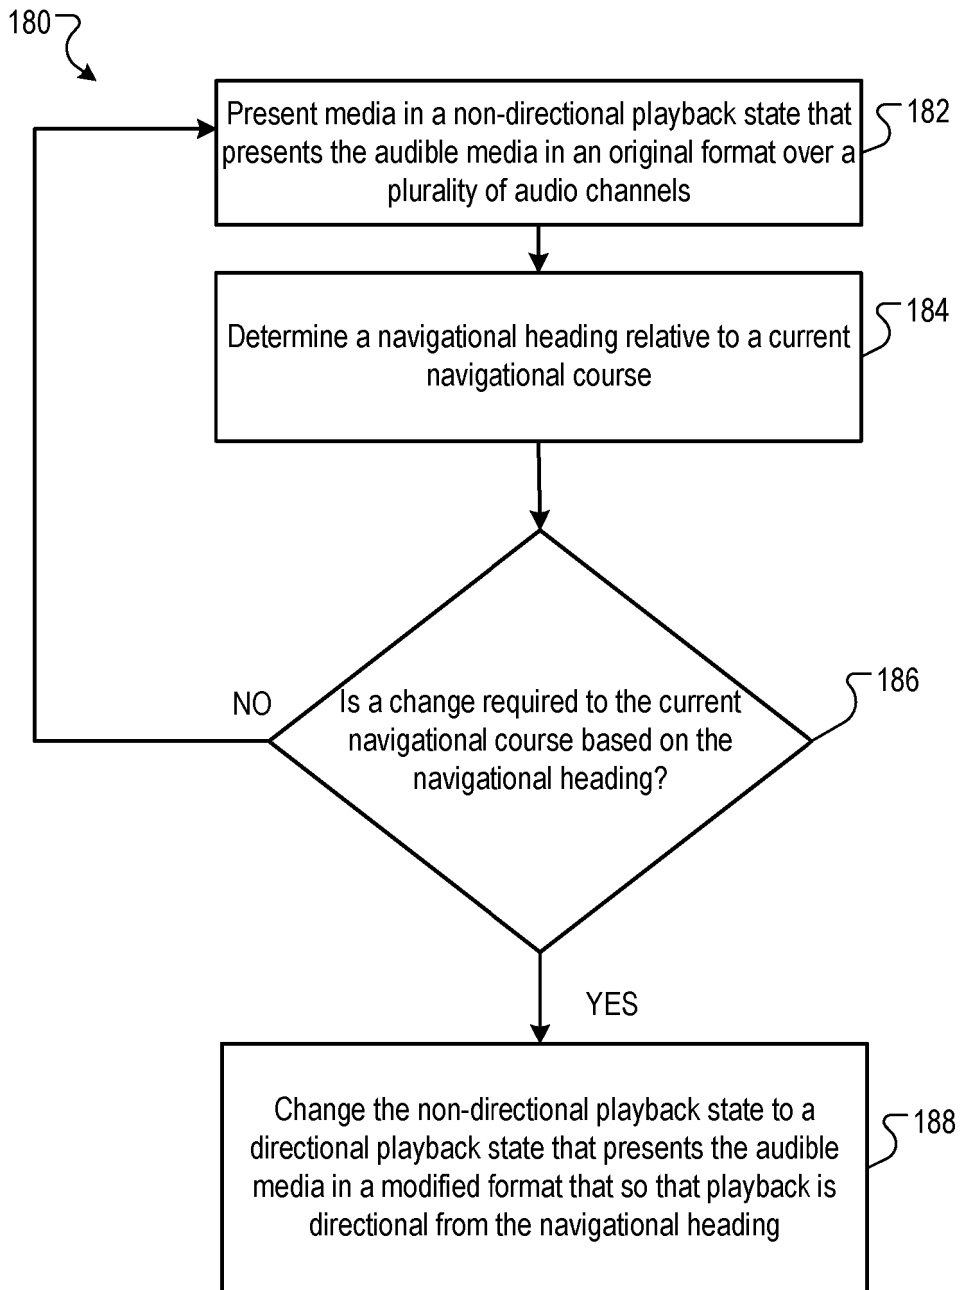 180
Present media in a non-directional playback state that
presents the audible media in an original format over a
plurality of audio channels
182
Determine a navigational heading relative to a current
navigational course
184
Is a change required to the current
navigational course based on the
navigational heading?
186
NO
YES
Change the non-directional playback state to a
directional playback state that presents the audible
media in a modified format that so that playback is
directional from the navigational heading
188